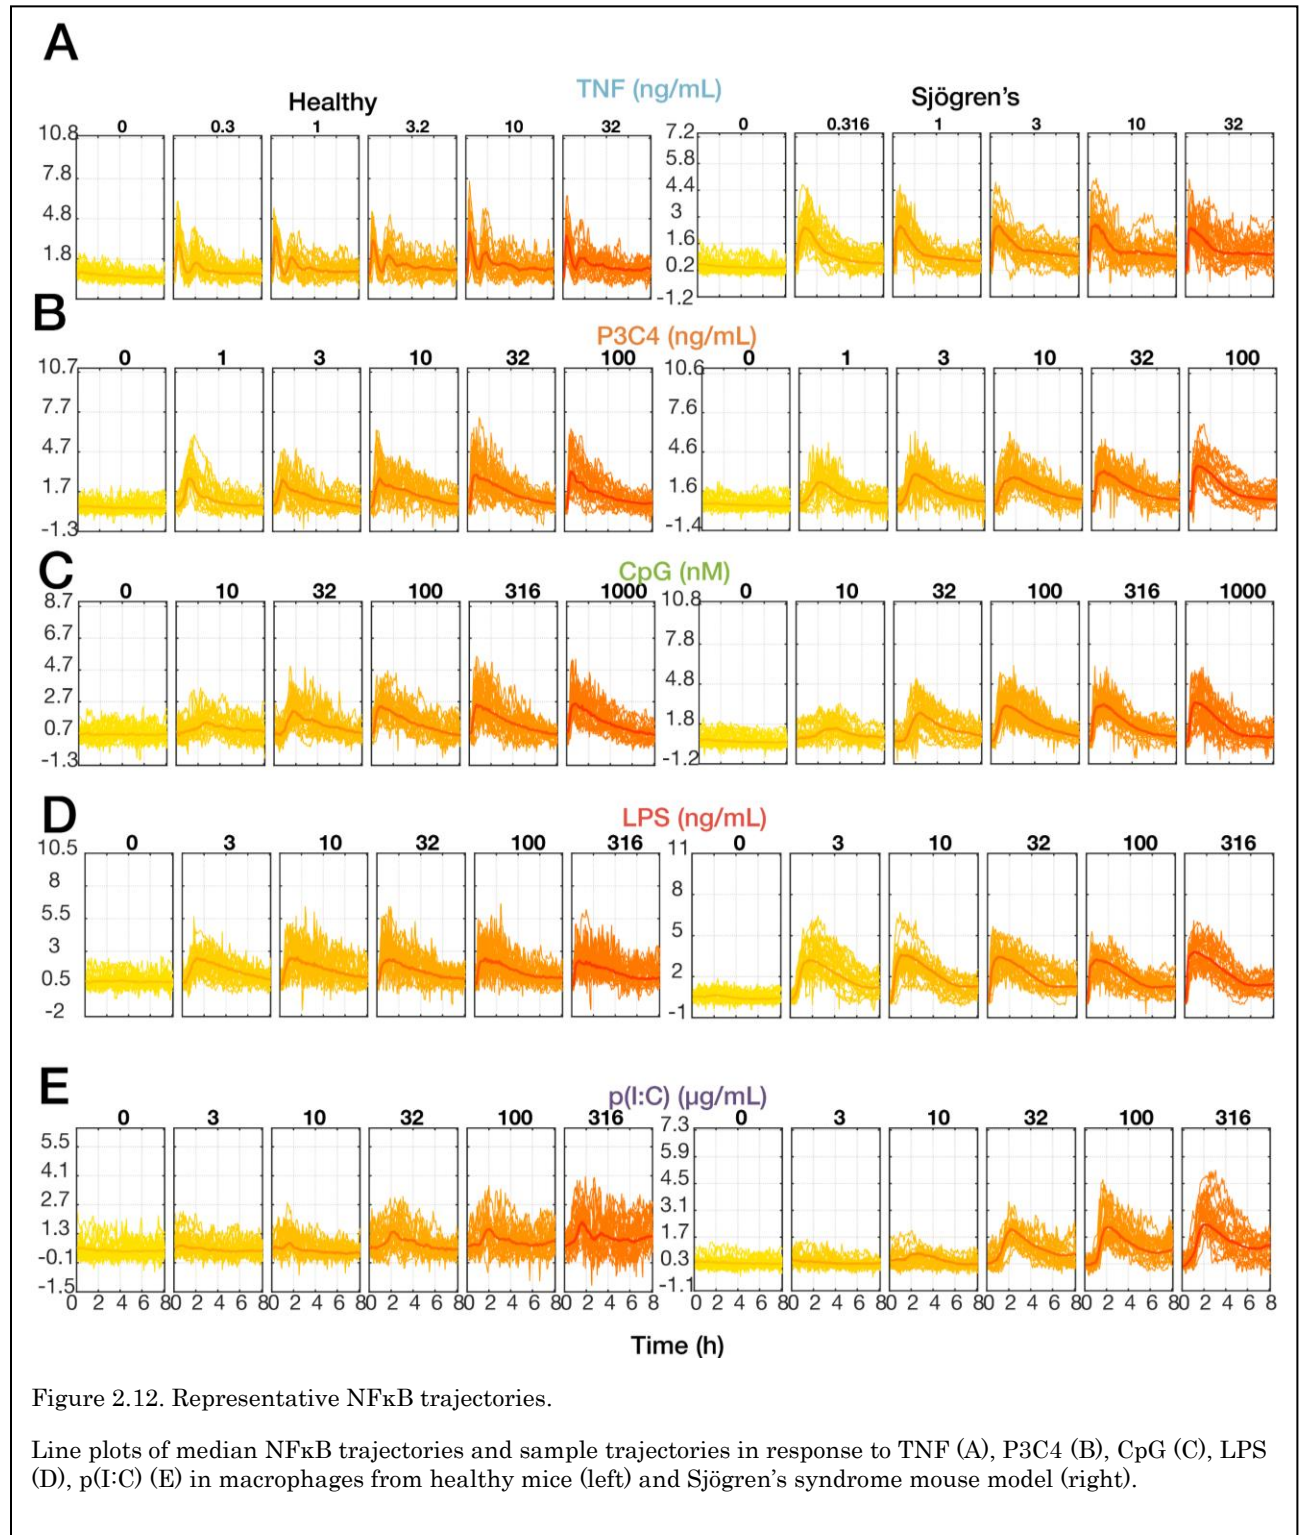 A
TNF (ng/mL)
Healthy
Sjögren's
0 0.3 1 3.2 10 32 0 0.316 1 3 10 32
10.8
7.8
4.8
1.8
7.2
5.8
4.4
3
1.6
0.2
-1.2
B
P3C4 (ng/mL)
0 1 3 10 32 100 0 1 3 10 32 100
10.7
7.7
4.7
1.7
-1.3
10.6
7.6
4.6
1.6
-1.4
C
CpG (nM)
0 10 32 100 316 1000 0 10 32 100 316 1000
8.7
6.7
4.7
2.7
0.7
-1.3
10.8
7.8
4.8
1.8
-1.2
D
LPS (ng/mL)
0 3 10 32 100 316 0 3 10 32 100 316
10.5
8
5.5
3
0.5
-2
11
8
5
2
-1
E
p(I:C) (µg/mL)
0 3 10 32 100 316 0 3 10 32 100 316
5.5
4.1
2.7
1.3
-0.1
-1.5
7.3
5.9
4.5
3.1
1.7
0.3
-1.1
0 2 4 6 80 2 4 6 80 2 4 6 80 2 4 6 80 2 4 6 80 2 4 6 8 0 2 4 6 80 2 4 6 80 2 4 6 80 2 4 6 80 2 4 6 80 2 4 6 8
Time (h)
Figure 2.12. Representative NFκB trajectories.
Line plots of median NFκB trajectories and sample trajectories in response to TNF (A), P3C4 (B), CpG (C), LPS
(D), p(I:C) (E) in macrophages from healthy mice (left) and Sjögren's syndrome mouse model (right).